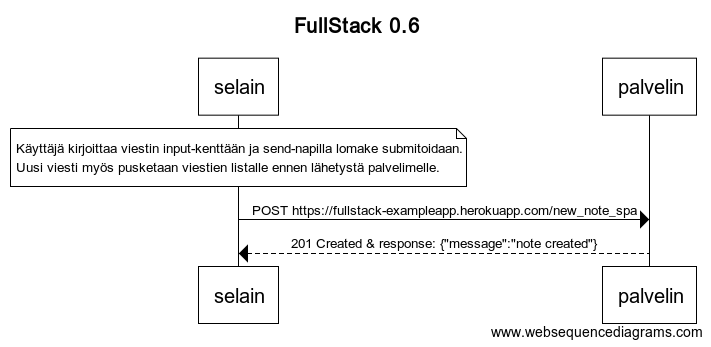 FullStack 0.6
selain
palvelin
Käyttäjä kirjoittaa viestin input-kenttään ja send-napilla lomake submitoidaan.
Uusi viesti myös pusketaan viestien listalle ennen lähetystä palvelimelle.
POST https://fullstack-exampleapp.herokuapp.com/new_note_spa
201 Created & response: {"message":"note created"}
selain
palvelin
www.websequencediagrams.com